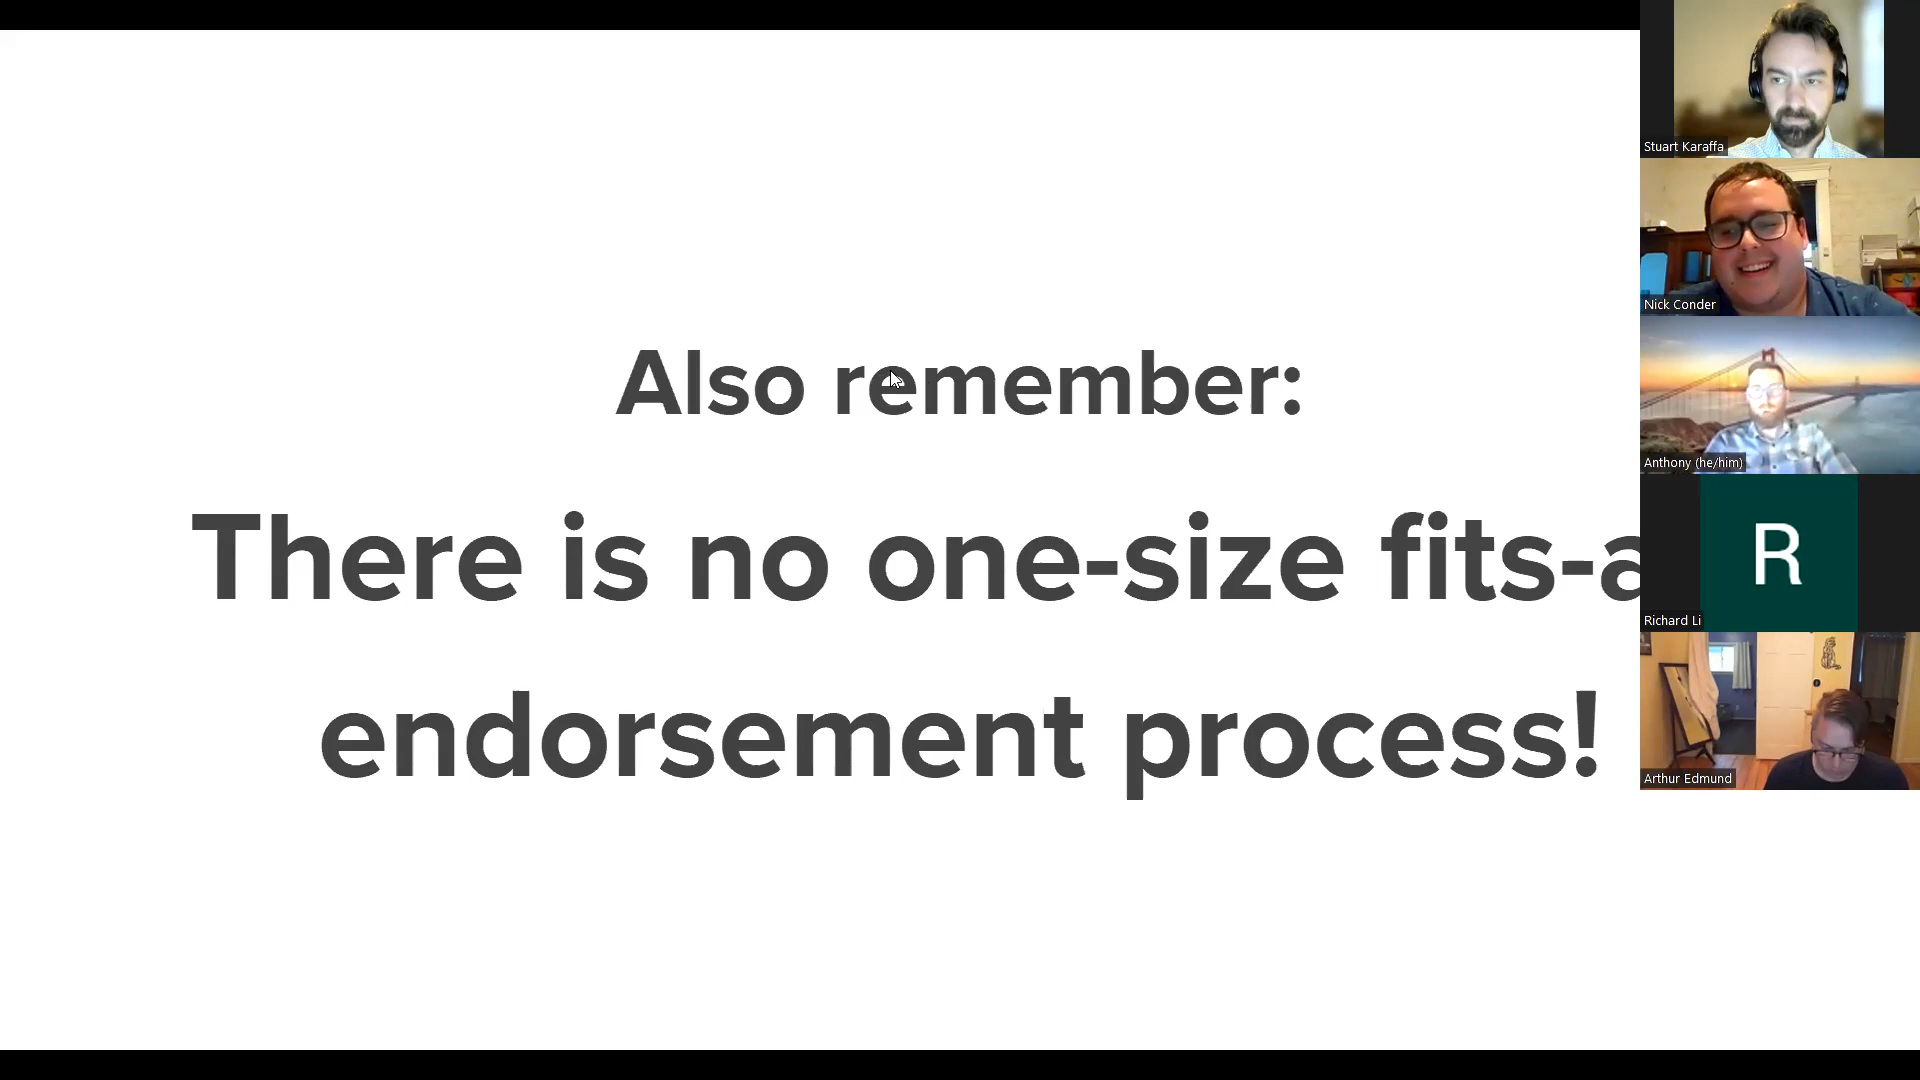 Also remember:
There is no one-size fits-a
endorsement process!
Stuart Karaffa
Nick Conder
Anthony (he/him)
R
Richard Li
Arthur Edmund